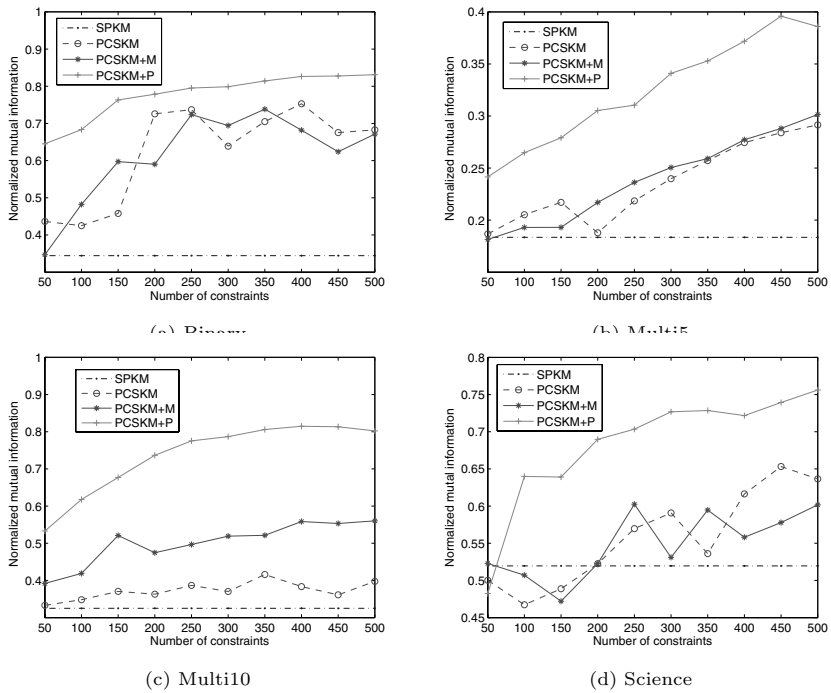 1
0.9
0.8
0.7
0.6
0.5
0.4
Normalized mutual information
SPKM
PCSKM
PCSKM+M
PCSKM+P
50 100 150 200 250 300 350 400 450 500
Number of constraints
(a) Binary
0.4
0.35
0.3
0.25
0.2
Normalized mutual information
SPKM
PCSKM
PCSKM+M
PCSKM+P
50 100 150 200 250 300 350 400 450 500
Number of constraints
(b) Multi5
1
0.9
0.8
0.7
0.6
0.5
0.4
Normalized mutual information
SPKM
PCSKM
PCSKM+M
PCSKM+P
50 100 150 200 250 300 350 400 450 500
Number of constraints
(c) Multi10
0.8
0.75
0.7
0.65
0.6
0.55
0.5
0.45
Normalized mutal information
SPKM
PCSKM
PCSKM+M
PCSKM+P
50 100 150 200 250 300 350 400 450 500
Number of constraints
(d) Science